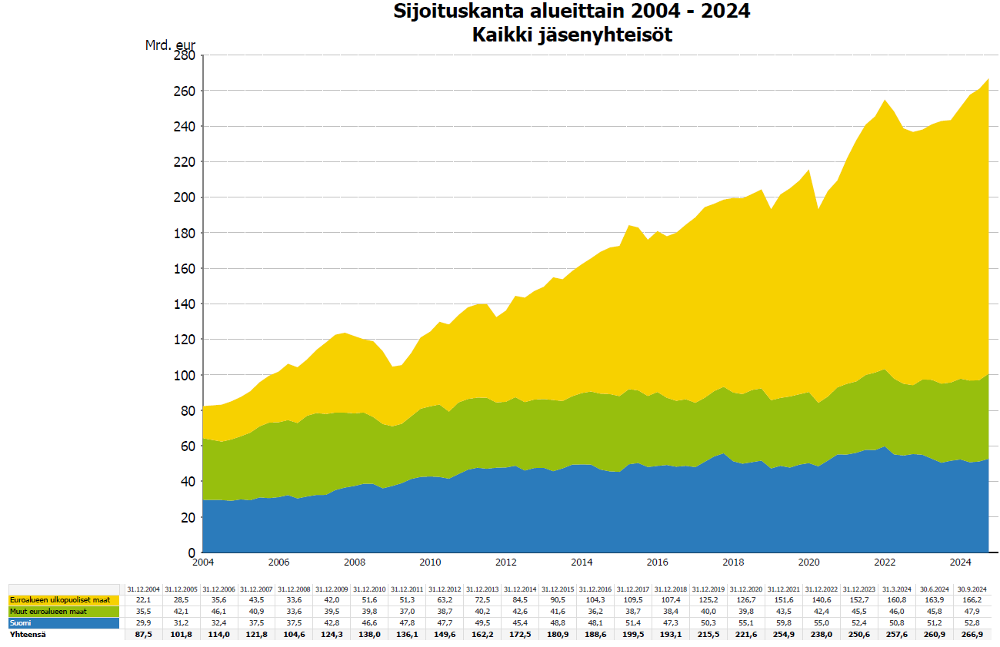 Sijoituskanta alueittain 2004 - 2024
Kaikki jäsenyhteisöt
Mrd. eur
280
260
240
220
200
180
160
140
120
100
80
60
40
20
0
2004 2006 2008 2010 2012 2014 2016 2018 2020 2022 2024
31.12.2004 31.12.2005 31.12.2006 31.12.2007 31.12.2008 31.12.2009 31.12.2010 31.12.2011 31.12.2012 31.12.2013 31.12.2014 31.12.2015 31.12.2016 31.12.2017 31.12.2018 31.12.2019 31.12.2020 31.12.2021 31.12.2022 31.12.2023 31.3.2024 30.6.2024 30.9.2024
Euroalueen ulkopuoliset maat 22,1 28,5 35,6 43,5 33,6 42,0 51,6 51,3 63,2 72,5 84,5 90,5 104,3 109,5 107,4 125,2 126,7 151,6 140,6 152,7 160,8 163,9 166,2
Muut euroalueen maat 35,5 42,1 46,1 40,9 33,6 39,5 39,8 37,0 38,7 40,2 42,6 41,6 36,2 38,7 38,4 40,0 39,8 43,5 42,4 45,5 46,0 45,8 47,9
Suomi 29,9 31,2 32,4 37,5 37,5 42,8 46,6 47,8 47,7 49,5 45,4 48,8 48,1 51,4 47,3 50,3 55,1 59,8 55,0 52,4 50,8 51,2 52,8
Yhteensä 87,5 101,8 114,0 121,8 104,6 124,3 138,0 136,1 149,6 162,2 172,5 180,9 188,6 199,5 193,1 215,5 221,6 254,9 238,0 250,6 257,6 260,9 266,9